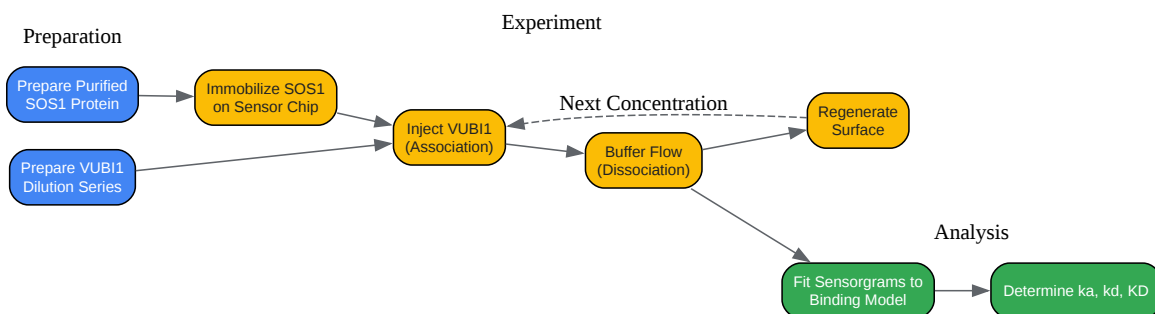 Experiment
Preparation
Prepare Purified
SOS1 Protein
Immobilize SOS1
on Sensor Chip
Next Concentration
Regenerate
Surface
Inject VUBI1
(Association)
Buffer Flow
(Dissociation)
Prepare VUBI1
Dilution Series
Analysis
Fit Sensorgrams to
Binding Model
Determine ka, kd, KD